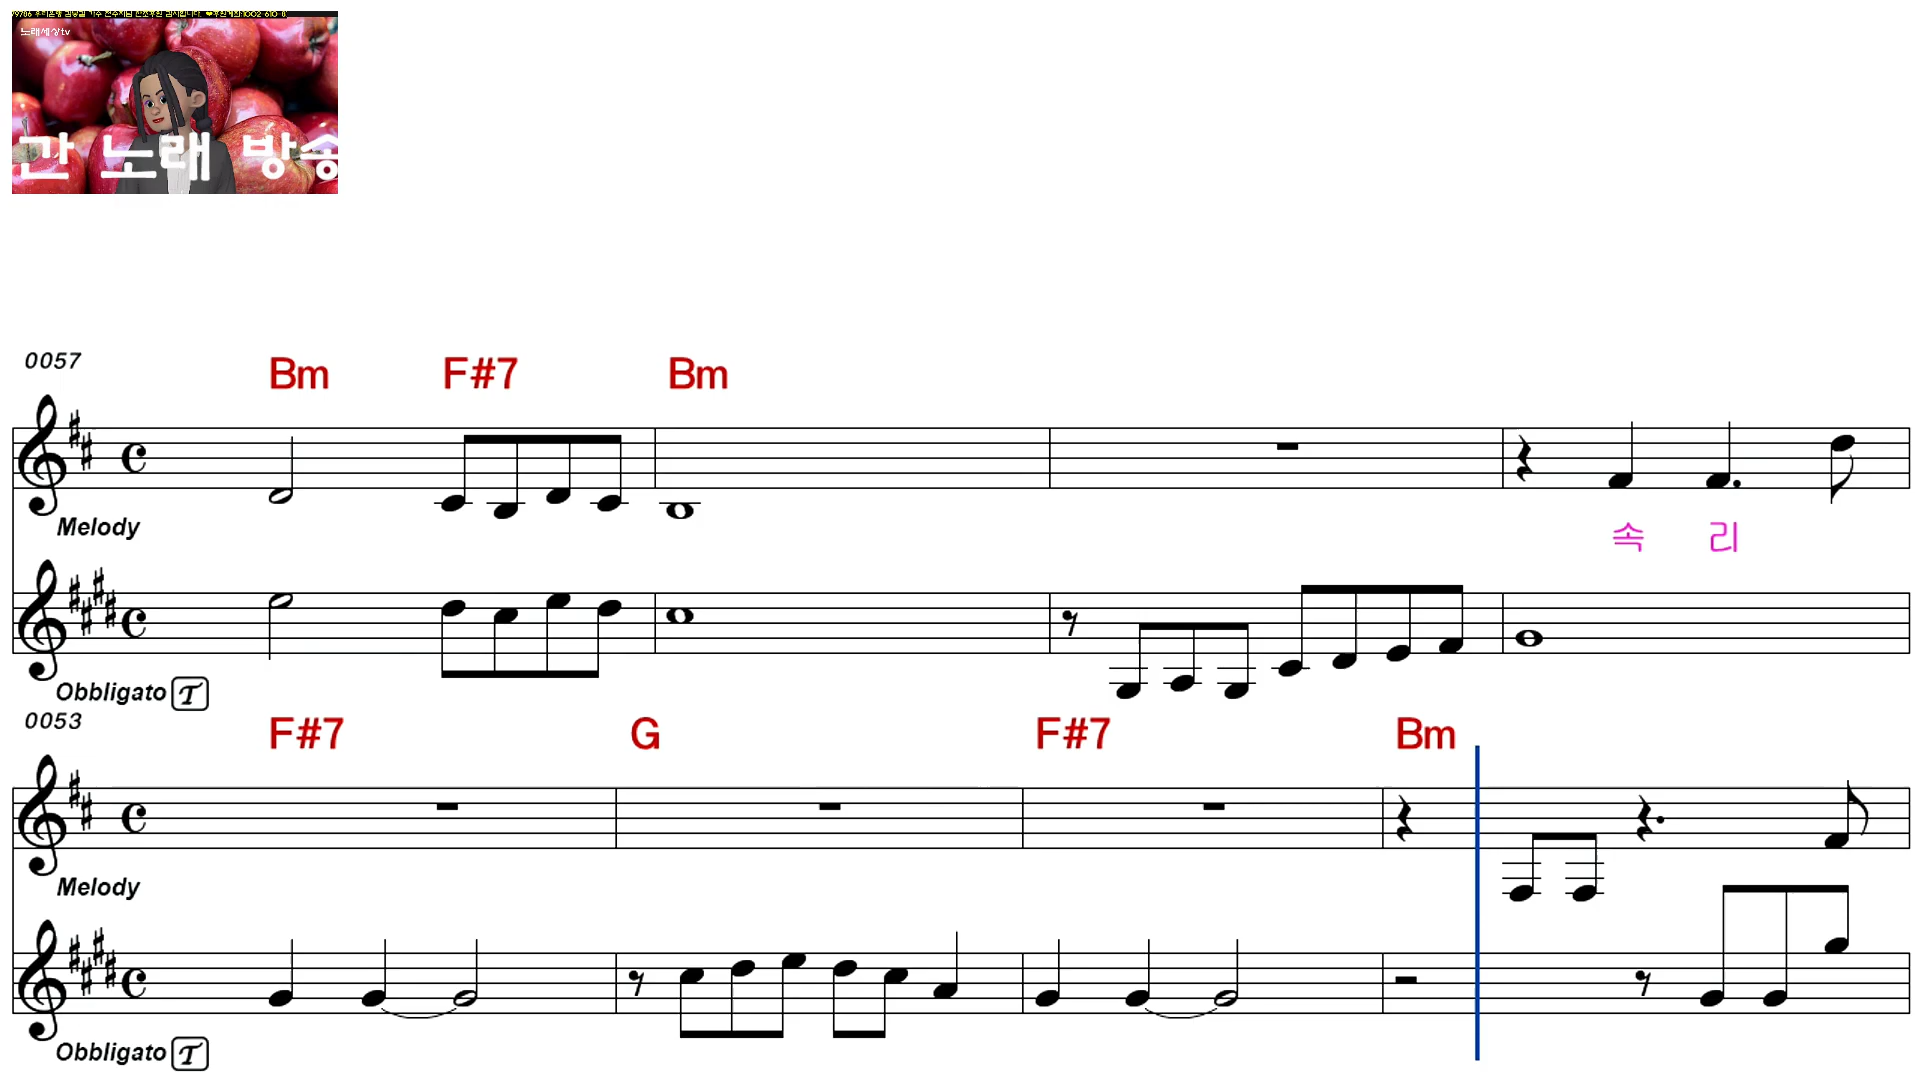 노래세상tv
간 노래 방송
0057
Bm F#7 Bm
Melody
속 리
Obbligato T
0053
F#7 G F#7 Bm
Melody
Obbligato T